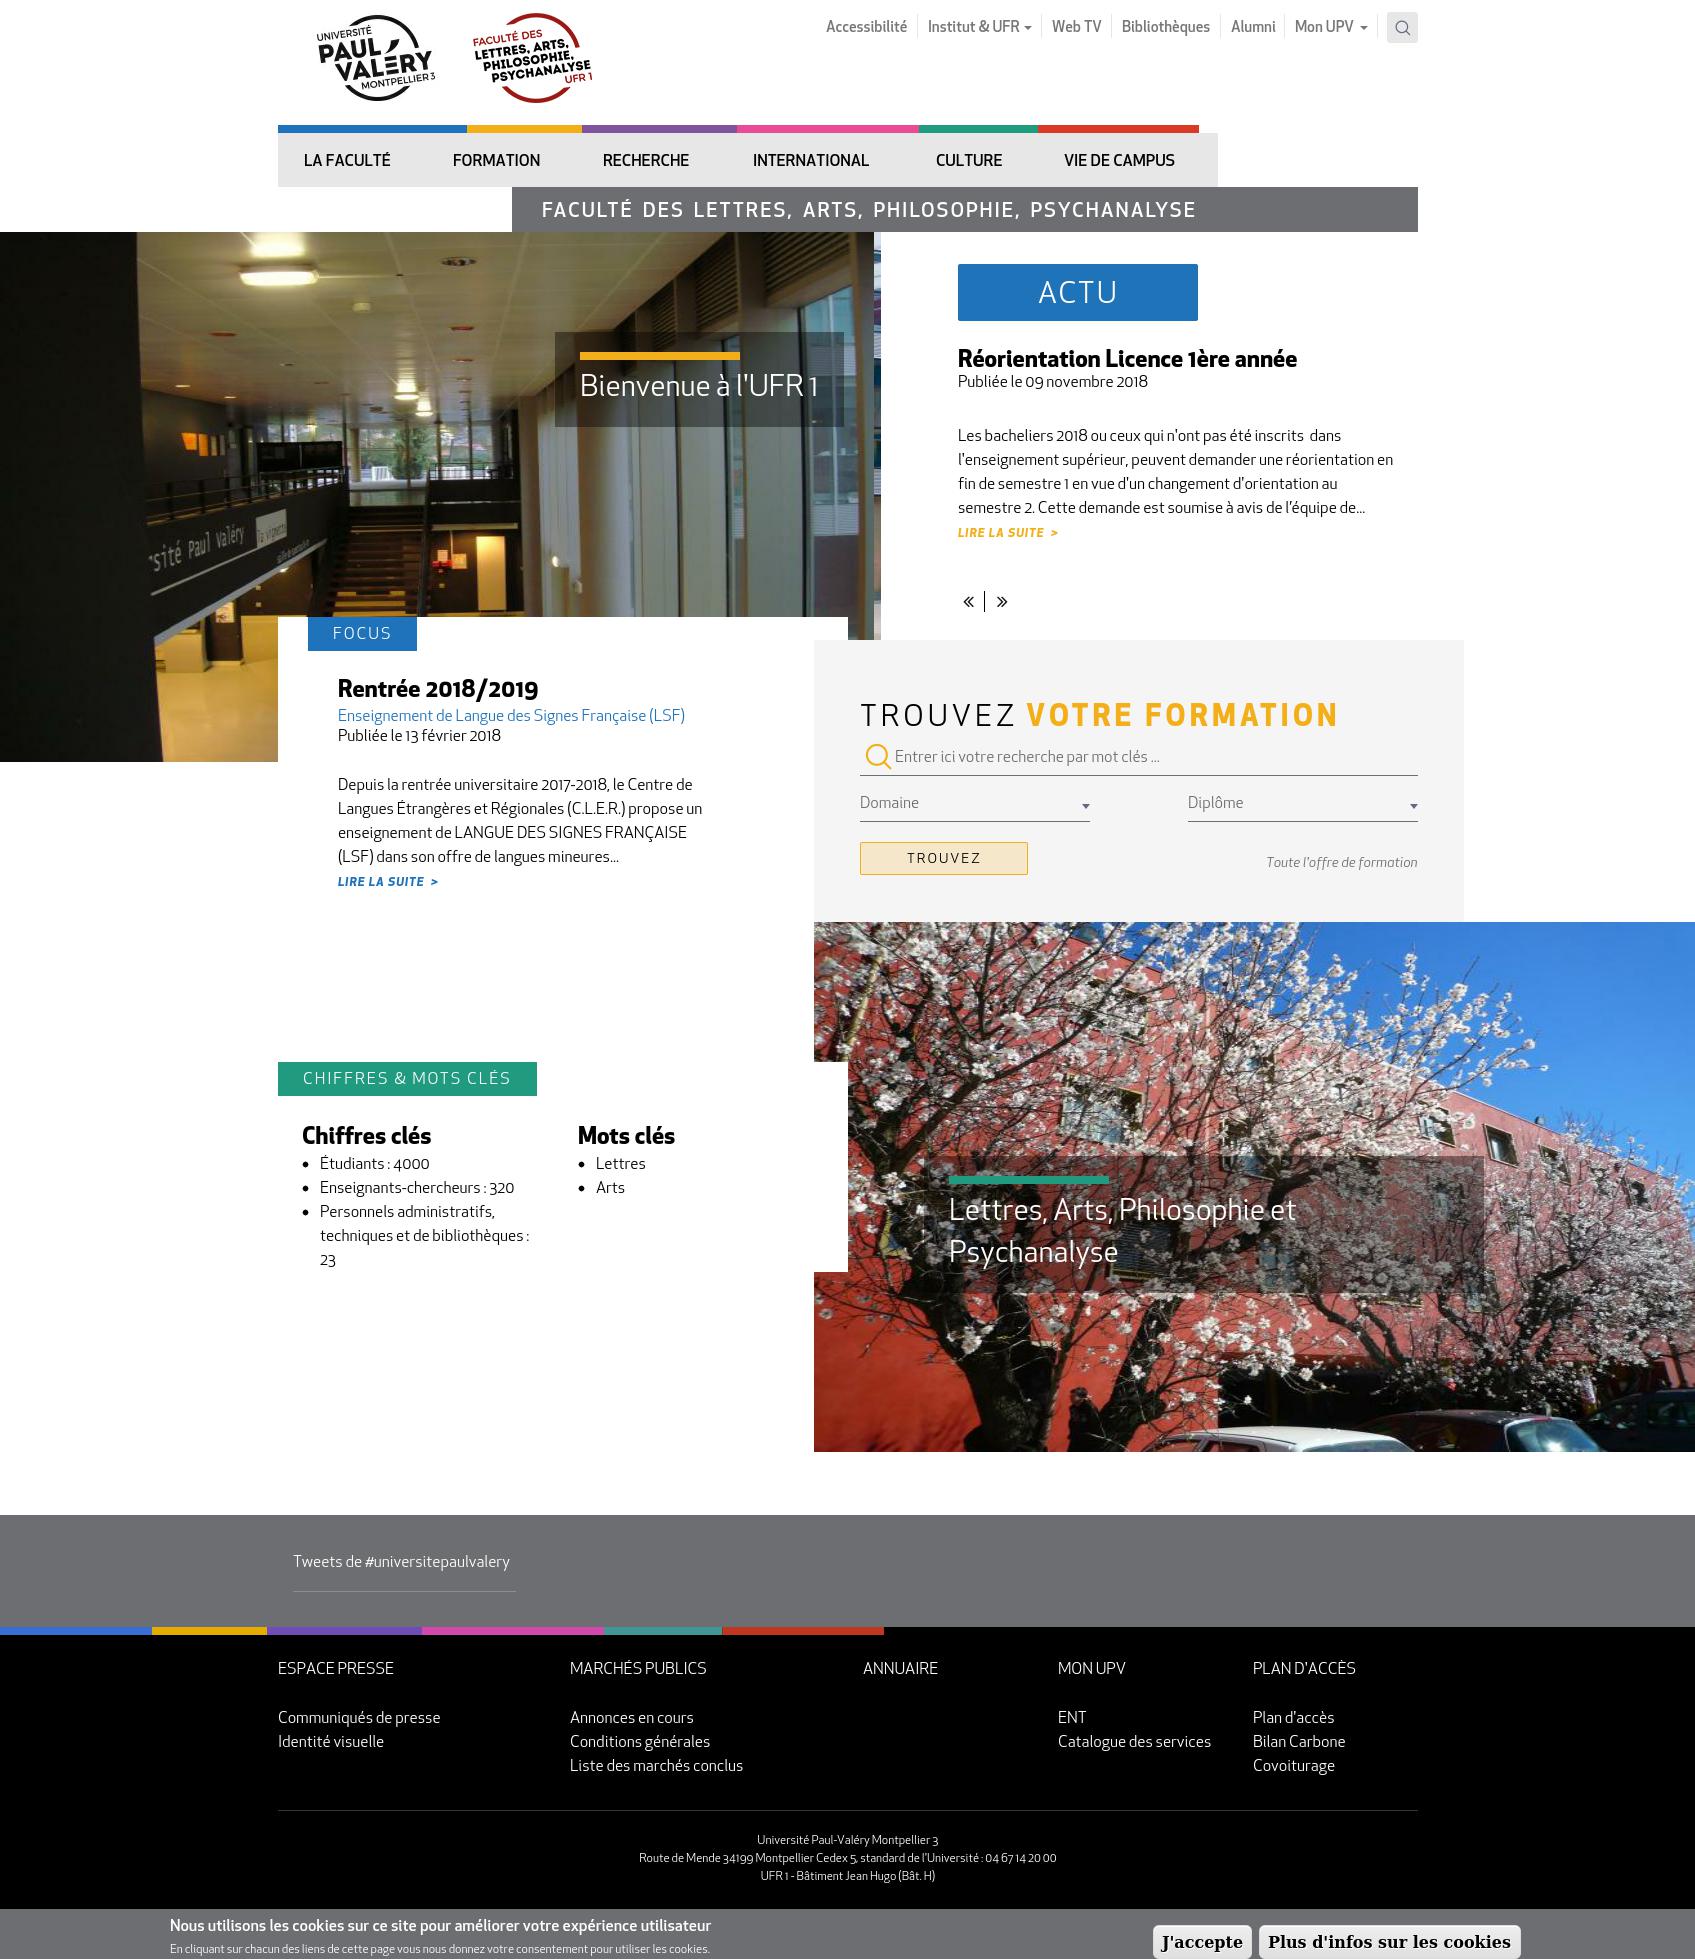 UNIVERSITÉ
PAUL
VALÉRY
MONTPELLIER 3
FACULTÉ DES
LETTRES, ARTS,
PHILOSOPHIE,
PSYCHANALYSE
UFR 1
Accessibilité
Institut & UFR
Web TV
Bibliothèques
Alumni
Mon UPV
LA FACULTÉ
FORMATION
RECHERCHE
INTERNATIONAL
CULTURE
VIE DE CAMPUS
FACULTÉ DES LETTRES, ARTS, PHILOSOPHIE, PSYCHANALYSE
Bienvenue à l'UFR 1
sité Paul Valéry
ACTU
Réorientation Licence 1ère année
Publiée le 09 novembre 2018
Les bacheliers 2018 ou ceux qui n'ont pas été inscrits dans
l'enseignement supérieur, peuvent demander une réorientation en
fin de semestre 1 en vue d'un changement d'orientation au
semestre 2. Cette demande est soumise à avis de l'équipe de...
LIRE LA SUITE >
« | »
FOCUS
Rentrée 2018/2019
Enseignement de Langue des Signes Française (LSF)
Publiée le 13 février 2018
Depuis la rentrée universitaire 2017-2018, le Centre de
Langues Étrangères et Régionales (C.L.E.R.) propose un
enseignement de LANGUE DES SIGNES FRANÇAISE
(LSF) dans son offre de langues mineures...
LIRE LA SUITE >
TROUVEZ VOTRE FORMATION
Entrer ici votre recherche par mot clés ...
Domaine
Diplôme
TROUVEZ
Toute l'offre de formation
CHIFFRES & MOTS CLÉS
Chiffres clés
• Étudiants : 4000
• Enseignants-chercheurs : 320
• Personnels administratifs,
techniques et de bibliothèques :
23
Mots clés
• Lettres
• Arts
Lettres, Arts, Philosophie et
Psychanalyse
Tweets de #universitepaulvalery
ESPACE PRESSE
Communiqués de presse
Identité visuelle
MARCHÉS PUBLICS
Annonces en cours
Conditions générales
Liste des marchés conclus
ANNUAIRE
MON UPV
ENT
Catalogue des services
PLAN D'ACCÈS
Plan d'accès
Bilan Carbone
Covoiturage
Université Paul-Valéry Montpellier 3
Route de Mende 34199 Montpellier Cedex 5, standard de l'Université : 04 67 14 20 00
UFR 1 - Bâtiment Jean Hugo (Bât. H)
Nous utilisons les cookies sur ce site pour améliorer votre expérience utilisateur
En cliquant sur chacun des liens de cette page vous nous donnez votre consentement pour utiliser les cookies.
J'accepte
Plus d'infos sur les cookies